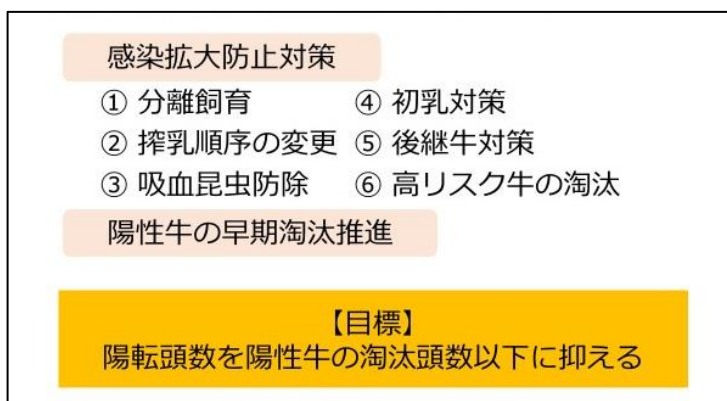 感染拡大防止対策
① 分離飼育 ④ 初乳対策
② 搾乳順序の変更 ⑤ 後継牛対策
③ 吸血昆虫防除 ⑥ 高リスク牛の淘汰
陽性牛の早期淘汰推進
【目標】
陽転頭数を陽性牛の淘汰頭数以下に抑える